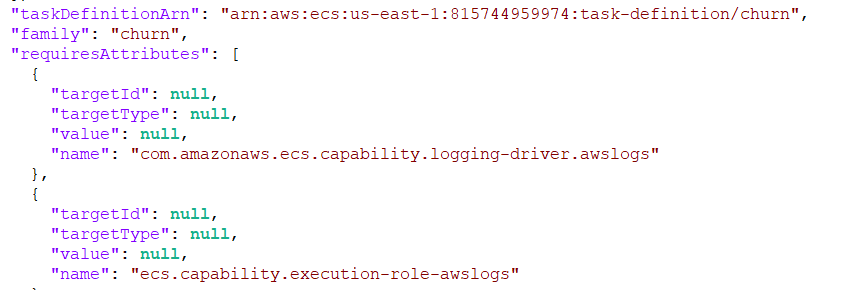 "taskDefinitionArn": "arn:aws:ecs:us-east-1:815744959974:task-definition/churn",
"family": "churn",
"requiresAttributes": [
{
"targetId": null,
"targetType": null,
"value": null,
"name": "com.amazonaws.ecs.capability.logging-driver.awslogs"
},
{
"targetId": null,
"targetType": null,
"value": null,
"name": "ecs.capability.execution-role-awslogs"